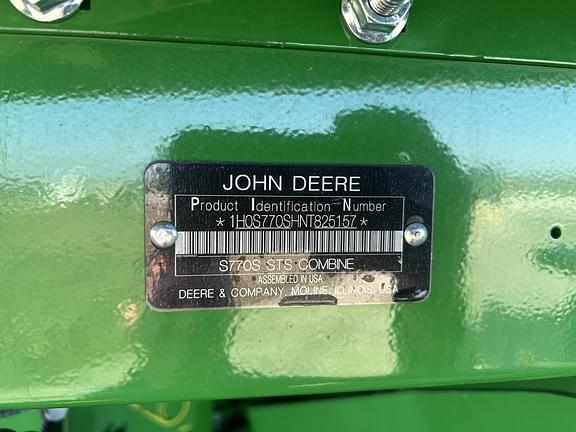 JOHN DEERE
Product Identification Number
*1H0S770SHNT825157*
S770S STS COMBINE
ASSEMBLED IN USA
DEERE & COMPANY, MOLINE, ILLINOIS, USA